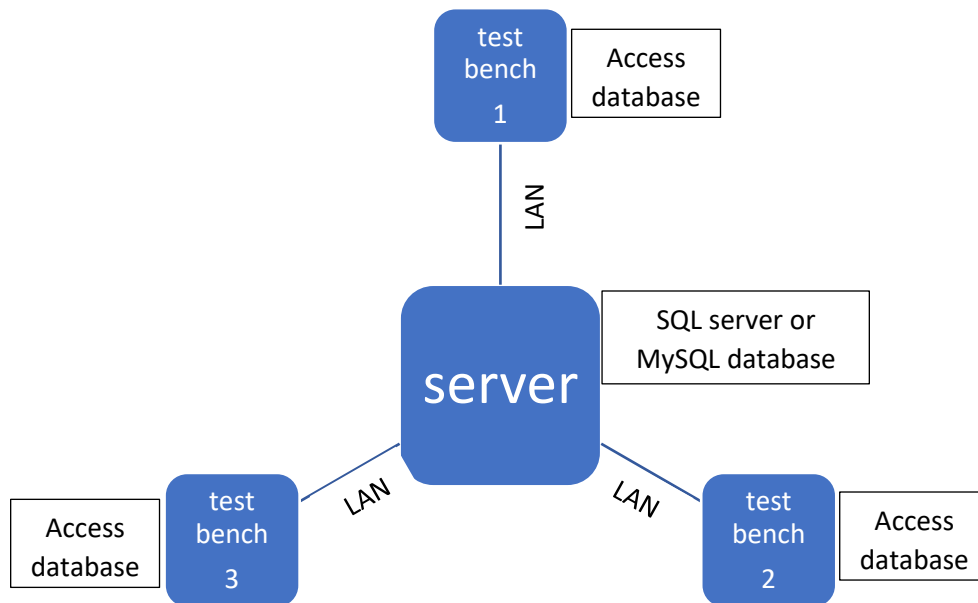 test
bench
1
Access
database
LAN
server
SQL server or
MySQL database
LAN
LAN
Access
database
test
bench
3
test
bench
2
Access
database